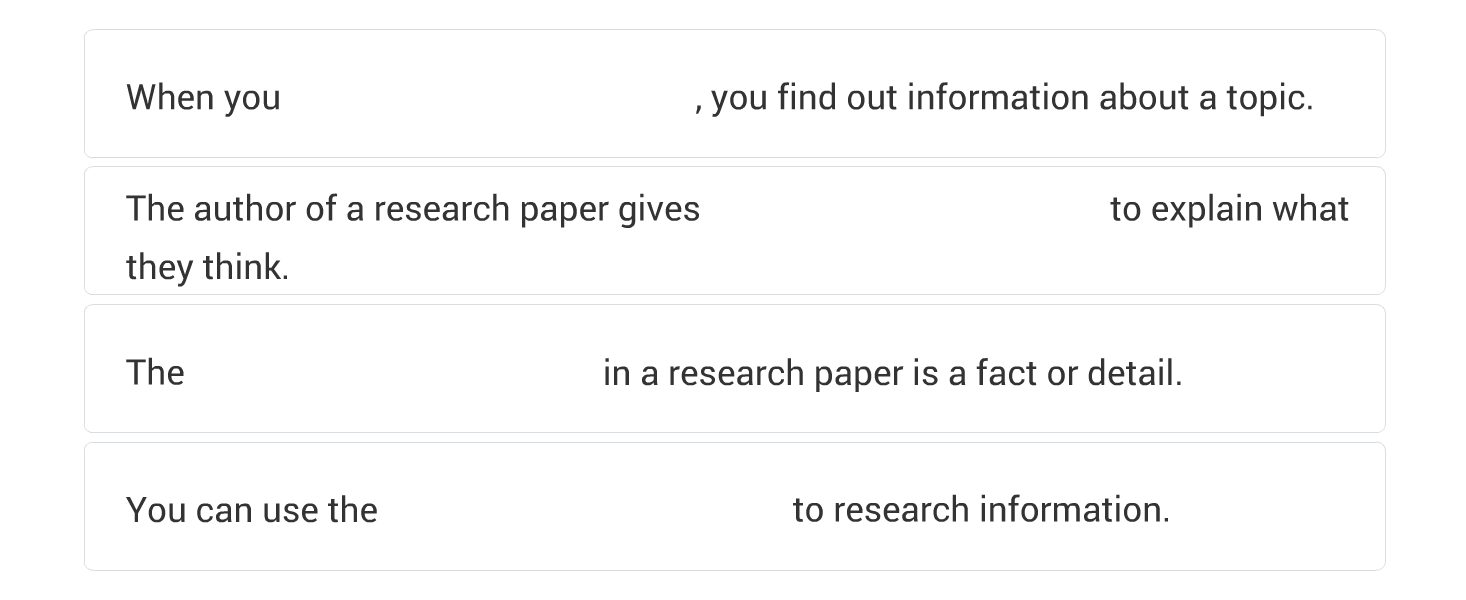 When you , you find out information about a topic.
The author of a research paper gives to explain what
they think.
The in a research paper is a fact or detail.
You can use the to research information.